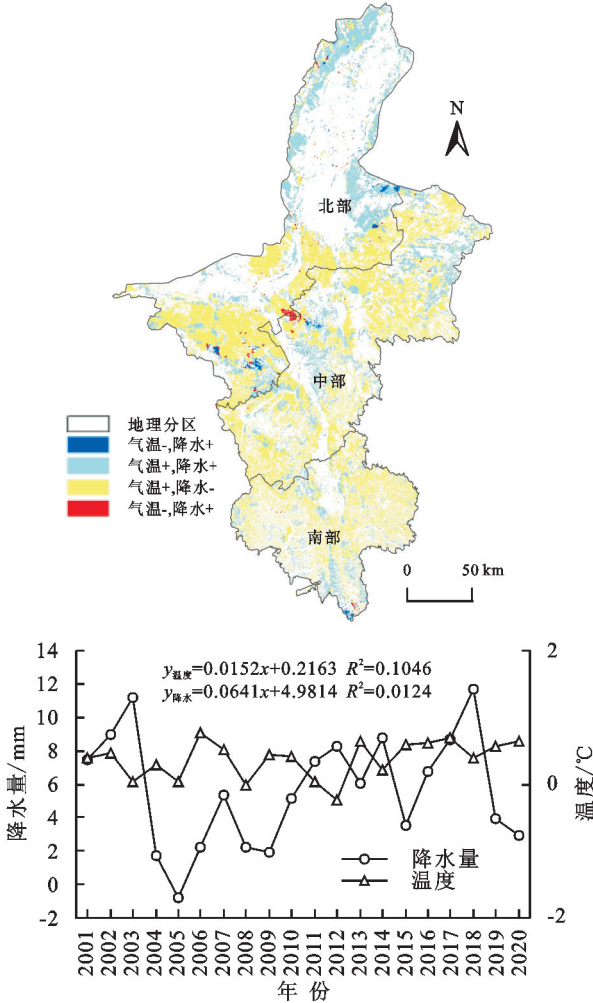 N
北部
中部
南部
地理分区
气温-,降水+
气温+,降水+
气温+,降水-
气温-,降水+
0 50 km
y温度=0.0152x+0.2163 R²=0.1046
y降水=0.0641x+4.9814 R²=0.0124
降水量/mm
14
12
10
8
6
4
2
0
-2
2
0
-2
温度/℃
降水量
温度
2001 2002 2003 2004 2005 2006 2007 2008 2009 2010 2011 2012 2013 2014 2015 2016 2017 2018 2019 2020
年 份